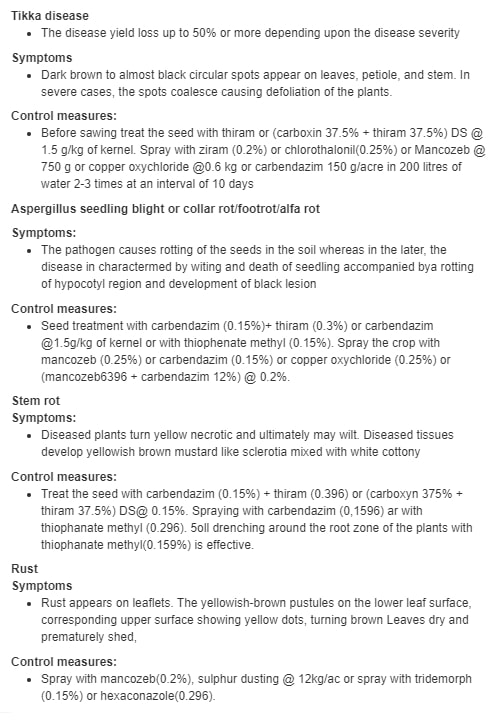 Tikka disease
• The disease yield loss up to 50% or more depending upon the disease severity
Symptoms
• Dark brown to almost black circular spots appear on leaves, petiole, and stem. In
severe cases, the spots coalesce causing defoliation of the plants.
Control measures:
• Before sawing treat the seed with thiram or (carboxin 37.5% + thiram 37.5%) DS @
1.5 g/kg of kernel. Spray with ziram (0.2%) or chlorothalonil(0.25%) or Mancozeb @
750 g or copper oxychloride @0.6 kg or carbendazim 150 g/acre in 200 litres of
water 2-3 times at an interval of 10 days
Aspergillus seedling blight or collar rot/footrot/alfa rot
Symptoms:
• The pathogen causes rotting of the seeds in the soil whereas in the later, the
disease in charactermed by witing and death of seedling accompanied bya rotting
of hypocotyl region and development of black lesion
Control measures:
• Seed treatment with carbendazim (0.15%)+ thiram (0.3%) or carbendazim
@1.5g/kg of kernel or with thiophenate methyl (0.15%). Spray the crop with
mancozeb (0.25%) or carbendazim (0.15%) or copper oxychloride (0.25%) or
(mancozeb6396 + carbendazim 12%) @ 0.2%.
Stem rot
Symptoms:
• Diseased plants turn yellow necrotic and ultimately may wilt. Diseased tissues
develop yellowish brown mustard like sclerotia mixed with white cottony
Control measures:
• Treat the seed with carbendazim (0.15%) + thiram (0.396) or (carboxyn 375% +
thiram 37.5%) DS@ 0.15%. Spraying with carbendazim (0,1596) ar with
thiophanate methyl (0.296). 5oll drenching around the root zone of the plants with
thiophanate methyl(0.159%) is effective.
Rust
Symptoms
• Rust appears on leaflets. The yellowish-brown pustules on the lower leaf surface,
corresponding upper surface showing yellow dots, turning brown Leaves dry and
prematurely shed,
Control measures:
• Spray with mancozeb(0.2%), sulphur dusting @ 12kg/ac or spray with tridemorph
(0.15%) or hexaconazole(0.296).